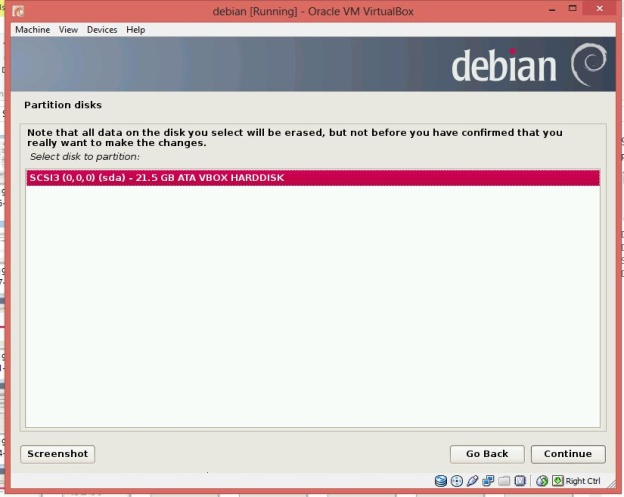 debian [Running] - Oracle VM VirtualBox
Machine View Devices Help
debian
Partition disks
Note that all data on the disk you select will be erased, but not before you have confirmed that you
really want to make the changes.
Select disk to partition:
SCSI3 (0,0,0) (sda) - 21.5 GB ATA VBOX HARDDISK
Screenshot
Go Back
Continue
Right Ctrl